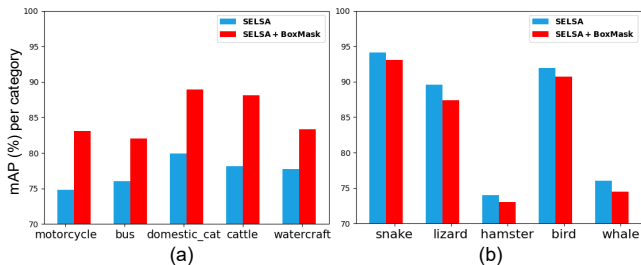 mAP (%) per category
100
95
90
85
80
75
70
SELSA
SELSA + BoxMask
motorcycle bus domestic_cat cattle watercraft
(a)
100
95
90
85
80
75
70
SELSA
SELSA + BoxMask
snake lizard hamster bird whale
(b)